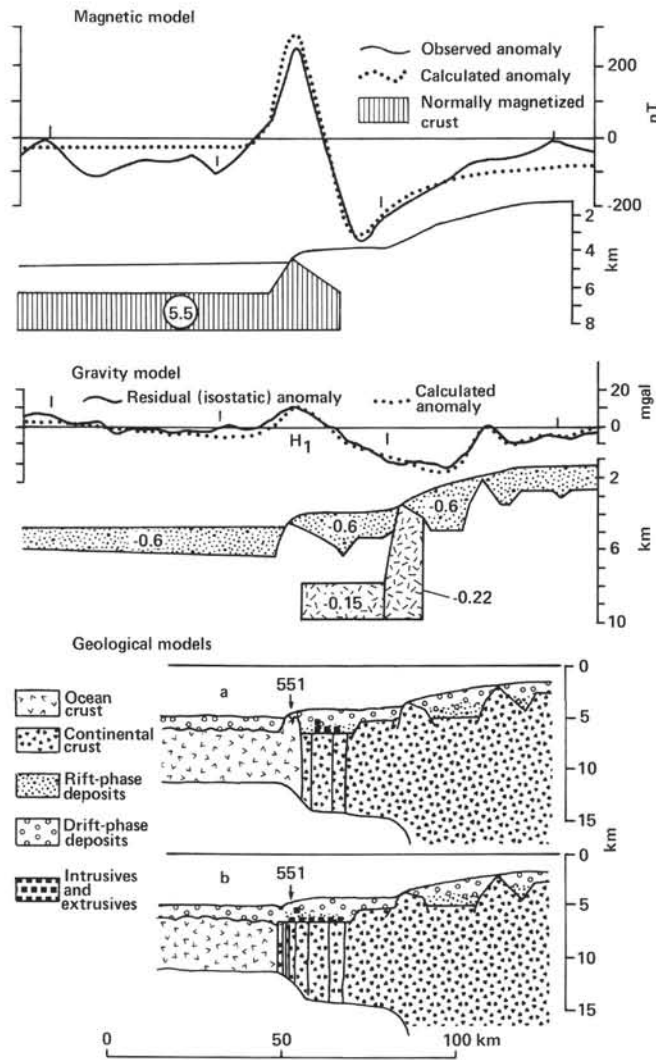 Magnetic model
Observed anomaly
Calculated anomaly
Normally magnetized
crust
200
0
-200
nT
2
4
6
8
km
5.5
Gravity model
Residual (isostatic) anomaly
Calculated
anomaly
20
0
mgal
H1
2
6
10
km
-0.6
0.6
-0.6
-0.15
-0.22
Geological models
Ocean
crust
Continental
crust
Rift-phase
deposits
Drift-phase
deposits
Intrusives
and
extrusives
a
551
0
5
10
15
km
b
551
0
5
10
15
0
50
100 km